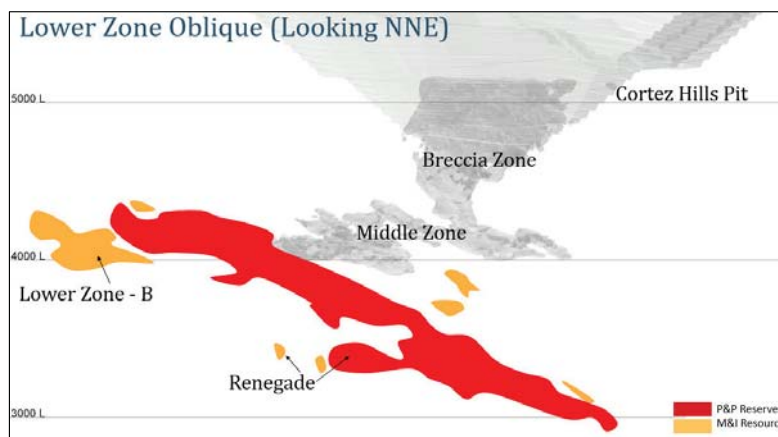 Lower Zone Oblique (Looking NNE)
5000 L
Cortez Hills Pit
Breccia Zone
Middle Zone
4000 L
Lower Zone - B
Renegade
3000 L
P&P Reserve
M&I Resour